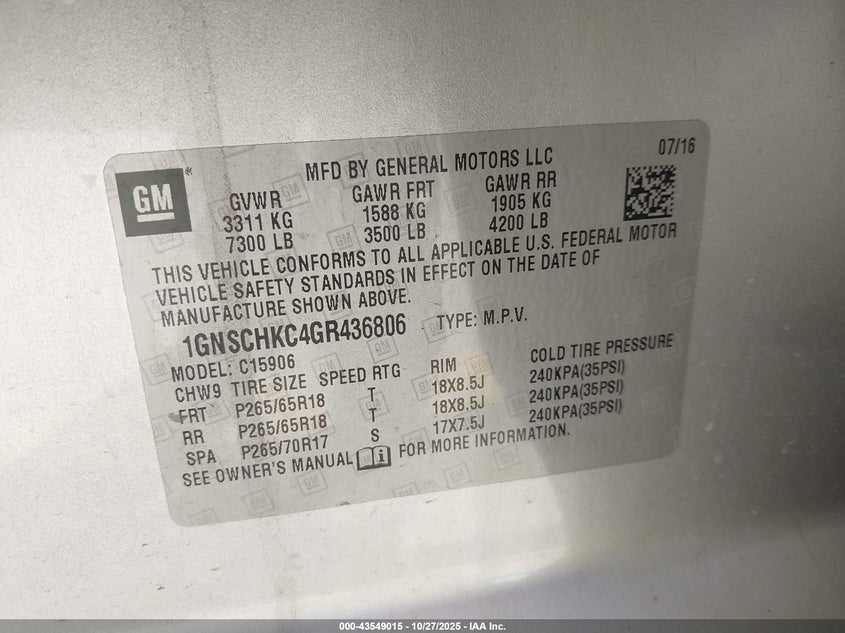 MFD BY GENERAL MOTORS LLC 07/16
GM ®
GVWR GAWR FRT GAWR RR
3311 KG 1588 KG 1905 KG
7300 LB 3500 LB 4200 LB
THIS VEHICLE CONFORMS TO ALL APPLICABLE U.S. FEDERAL MOTOR
VEHICLE SAFETY STANDARDS IN EFFECT ON THE DATE OF
MANUFACTURE SHOWN ABOVE.
1GNSCHKC4GR436806 TYPE: M.P.V.
MODEL: C15906
CHW9 TIRE SIZE SPEED RTG RIM COLD TIRE PRESSURE
FRT P265/65R18 T 18X8.5J 240KPA(35PSI)
RR P265/65R18 T 18X8.5J 240KPA(35PSI)
SPA P265/70R17 S 17X7.5J 240KPA(35PSI)
SEE OWNER'S MANUAL i FOR MORE INFORMATION.
000-43549015 - 10/27/2025 - IAA Inc.